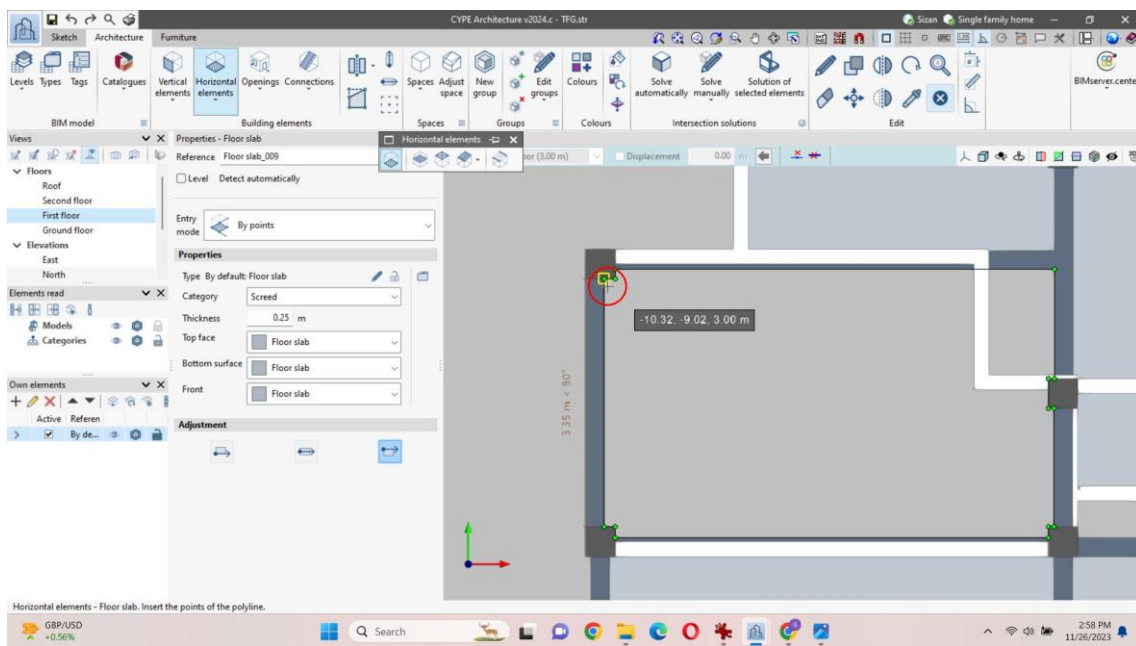 CYPE Architecture v2024.c - TFG.str
Sizan
Single family home
Sketch
Architecture
Furniture
Levels
Types
Tags
Catalogues
Vertical elements
Horizontal elements
Openings
Connections
Spaces
Adjust space
New group
Edit groups
Colours
Solve automatically
Solve manually
Solution of selected elements
BIMserver.cente
BIM model
Building elements
Spaces
Groups
Colours
Intersection solutions
Edit
Views
Properties - Floor slab
Horizontal elements
Reference
Floor slab_009
oor (3.00 m)
Displacement
0.00
m
Floors
Roof
Second floor
First floor
Ground floor
Elevations
East
North
Level
Detect automatically
Entry mode
By points
Properties
Type By default: Floor slab
Category
Screed
Thickness
0.25 m
Top face
Floor slab
Bottom surface
Floor slab
Front
Floor slab
Adjustment
Elements read
Models
Categories
Own elements
Active
Referen
By de...
-10.32, -9.02, 3.00 m
3.35 m < 90°
Horizontal elements - Floor slab. Insert the points of the polyline.
GBP/USD
+0.56%
Search
2:58 PM
11/26/2023